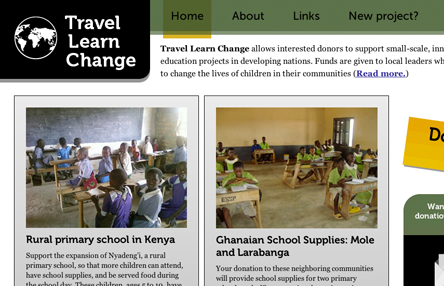 Travel
Learn
Change
Home
About
Links
New project?
Travel Learn Change allows interested donors to support small-scale, inn
education projects in developing nations. Funds are given to local leaders wh
to change the lives of children in their communities (Read more.)
Do
Rural primary school in Kenya
Support the expansion of Nyadeng'i, a rural
primary school, so that more children can attend,
have school supplies, and be served food during
the school day. These children, ages 5 to 10, have
Ghanaian School Supplies: Mole
and Larabanga
Your donation to these neighboring communities
will provide school supplies for two primary
Wan
donatio